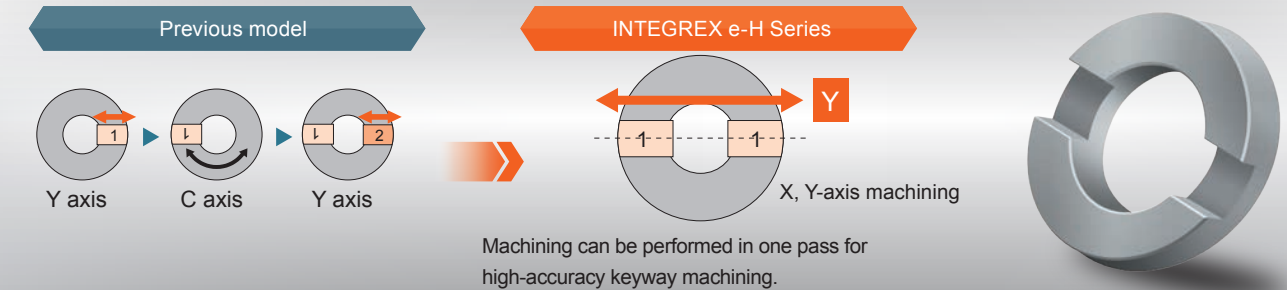 Previous model
INTEGREX e-H Series
1
1
1
2
Y axis
C axis
Y axis
1
1
Y
X, Y-axis machining
Machining can be performed in one pass for
high-accuracy keyway machining.